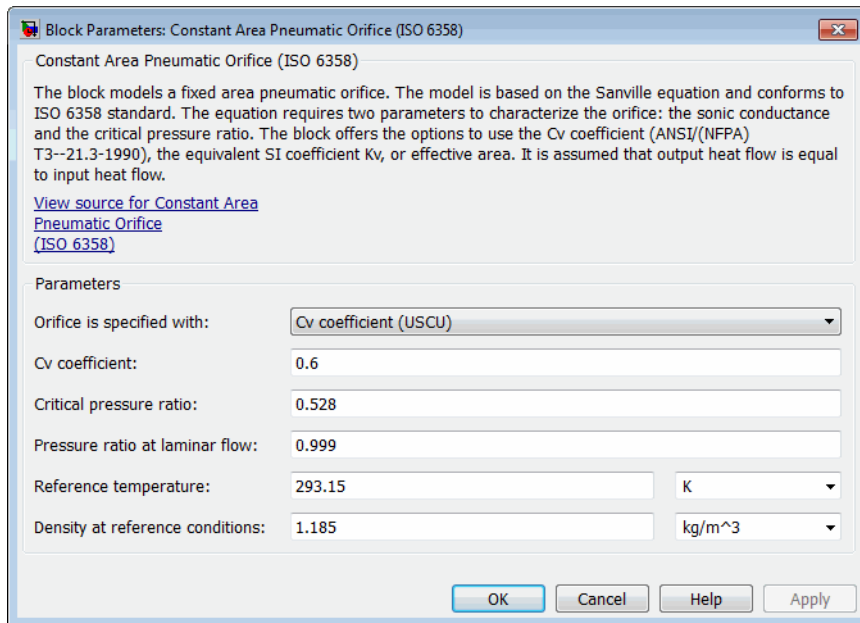 Block Parameters: Constant Area Pneumatic Orifice (ISO 6358)
Constant Area Pneumatic Orifice (ISO 6358)
The block models a fixed area pneumatic orifice. The model is based on the Sanville equation and conforms to
ISO 6358 standard. The equation requires two parameters to characterize the orifice: the sonic conductance
and the critical pressure ratio. The block offers the options to use the Cv coefficient (ANSI/(NFPA)
T3--21.3-1990), the equivalent SI coefficient Kv, or effective area. It is assumed that output heat flow is equal
to input heat flow.
View source for Constant Area
Pneumatic Orifice
(ISO 6358)
Parameters
Orifice is specified with: Cv coefficient (USCU)
Cv coefficient: 0.6
Critical pressure ratio: 0.528
Pressure ratio at laminar flow: 0.999
Reference temperature: 293.15 K
Density at reference conditions: 1.185 kg/m^3
OK Cancel Help Apply